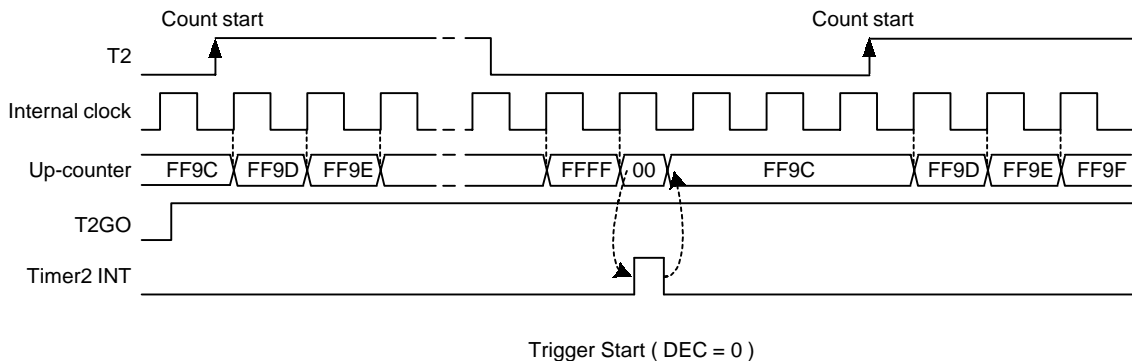 Count start Count start
T2
Internal clock
Up-counter FF9C FF9D FF9E FFFF 00 FF9C FF9D FF9E FF9F
T2GO
Timer2 INT
Trigger Start ( DEC = 0 )